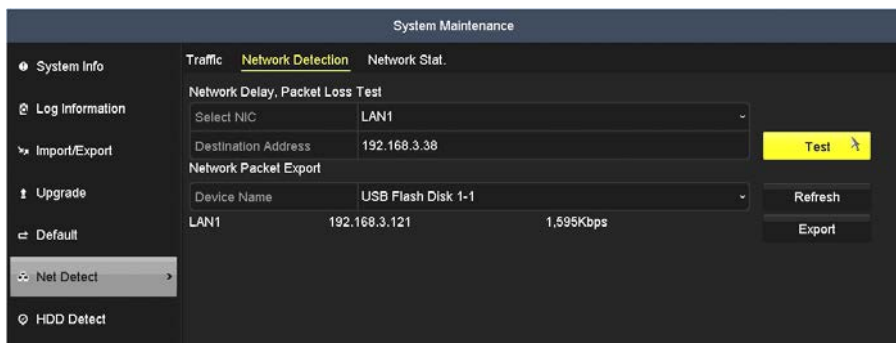 System Maintenance
System Info
Log Information
Import/Export
Upgrade
Default
Net Detect
HDD Detect
Traffic Network Detection Network Stat.
Network Delay, Packet Loss Test
Select NIC LAN1
Destination Address 192.168.3.38 Test
Network Packet Export
Device Name USB Flash Disk 1-1 Refresh
LAN1 192.168.3.121 1,595Kbps Export